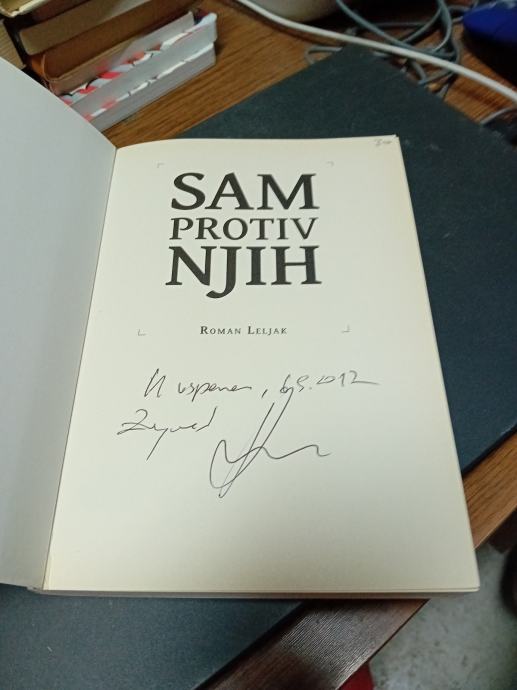 SAM
PROTIV
NJIH
ROMAN LELJAK
U uspomen, 6.9.2012